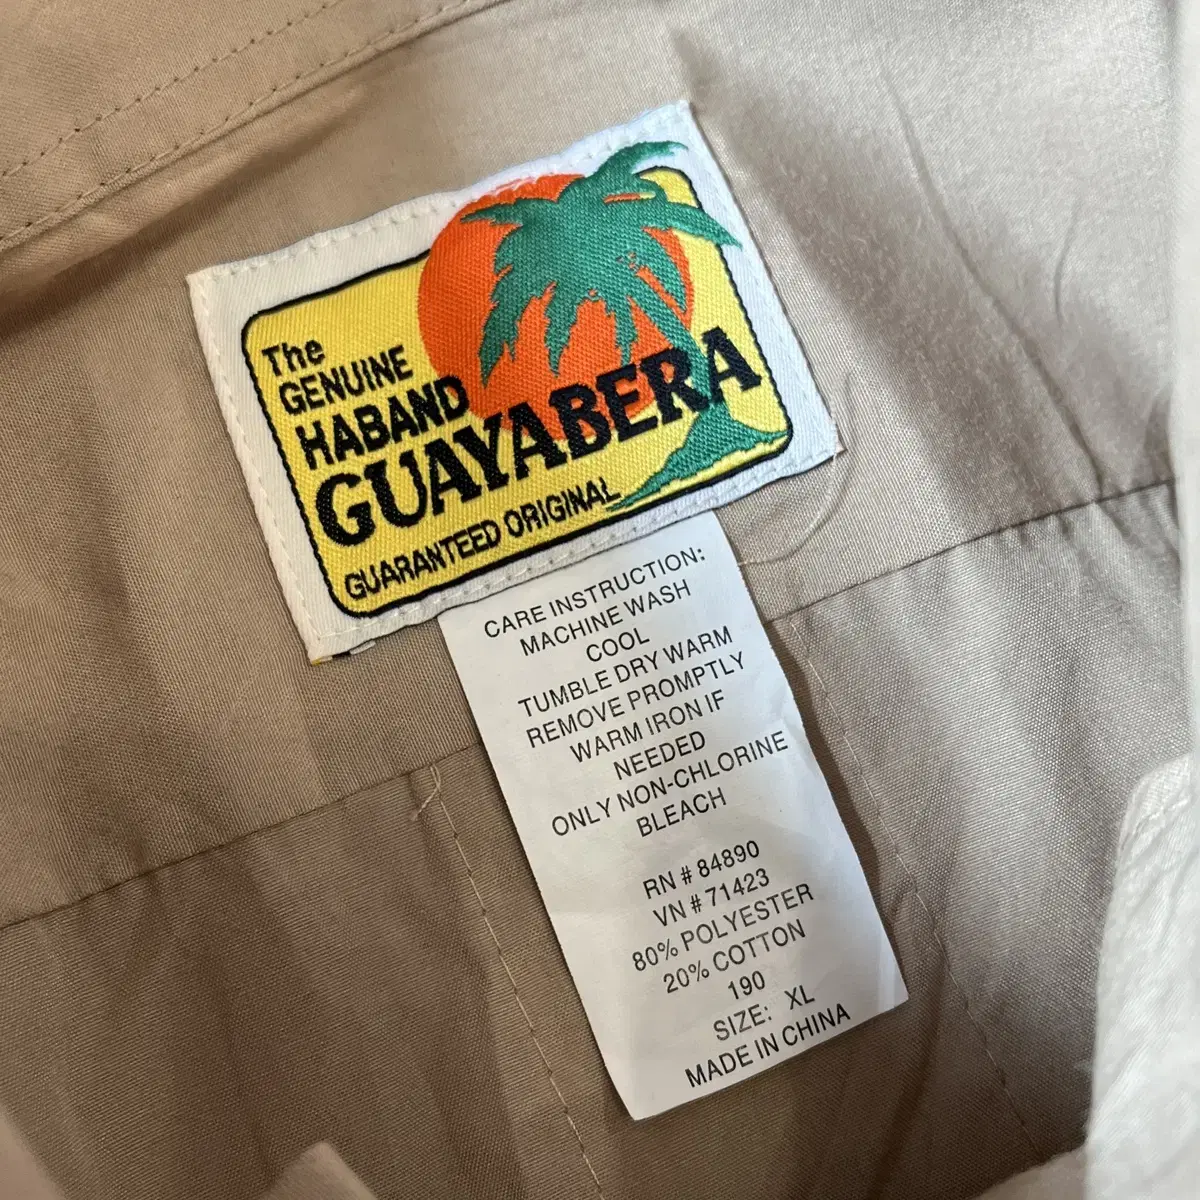 The
GENUINE
HABAND
GUAYABERA
GUARANTEED ORIGINAL
CARE INSTRUCTION:
MACHINE WASH
COOL
TUMBLE DRY WARM
REMOVE PROMPTLY
WARM IRON IF
NEEDED
ONLY NON-CHLORINE
BLEACH
RN # 84890
VN # 71423
80% POLYESTER
20% COTTON
190
SIZE: XL
MADE IN CHINA